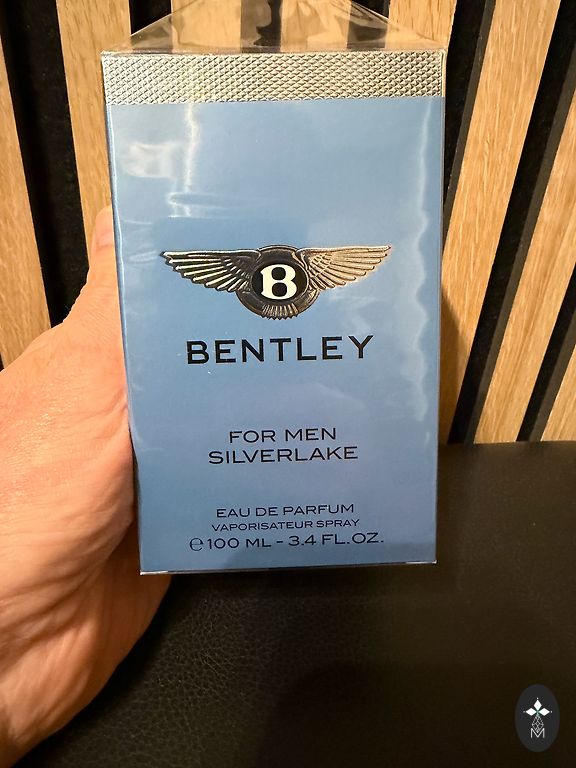 B
BENTLEY
FOR MEN
SILVERLAKE
EAU DE PARFUM
VAPORISATEUR SPRAY
℮ 100 ML - 3.4 FL.OZ.
M